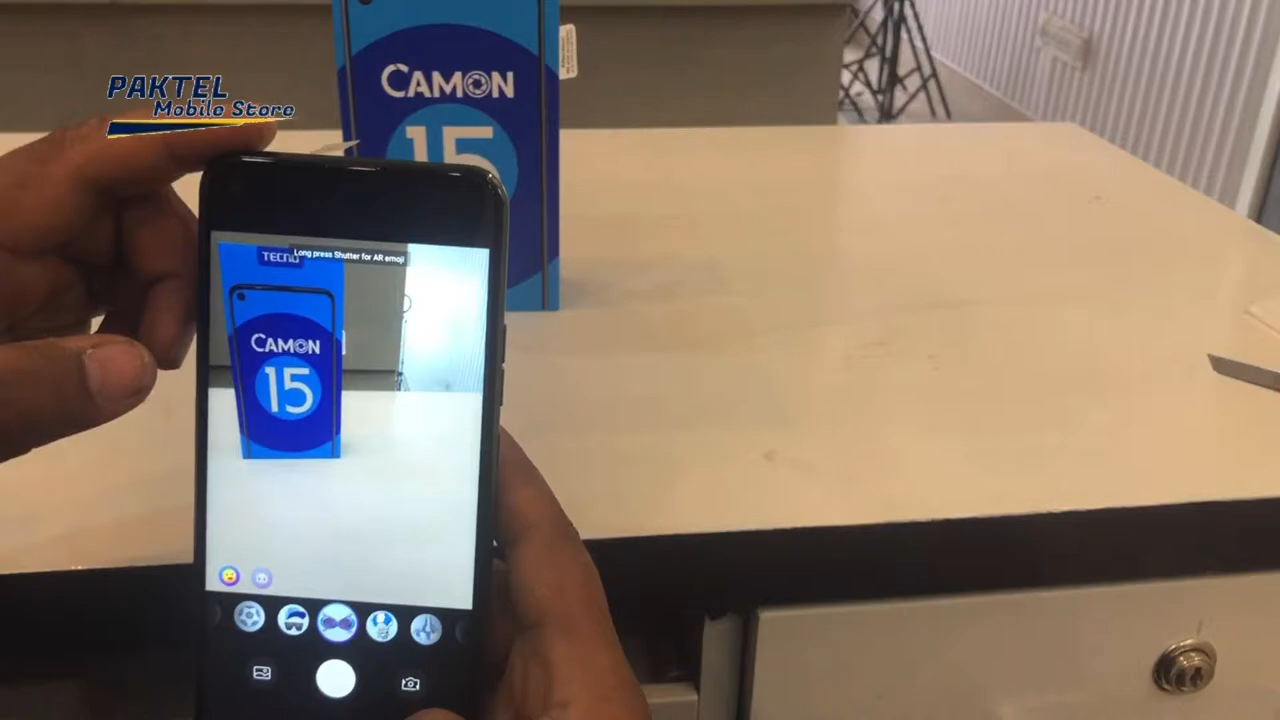 PAKTEL
Mobile Store
CAMON
15
TECNO
Long press Shutter for AR emoji
CAMON
15